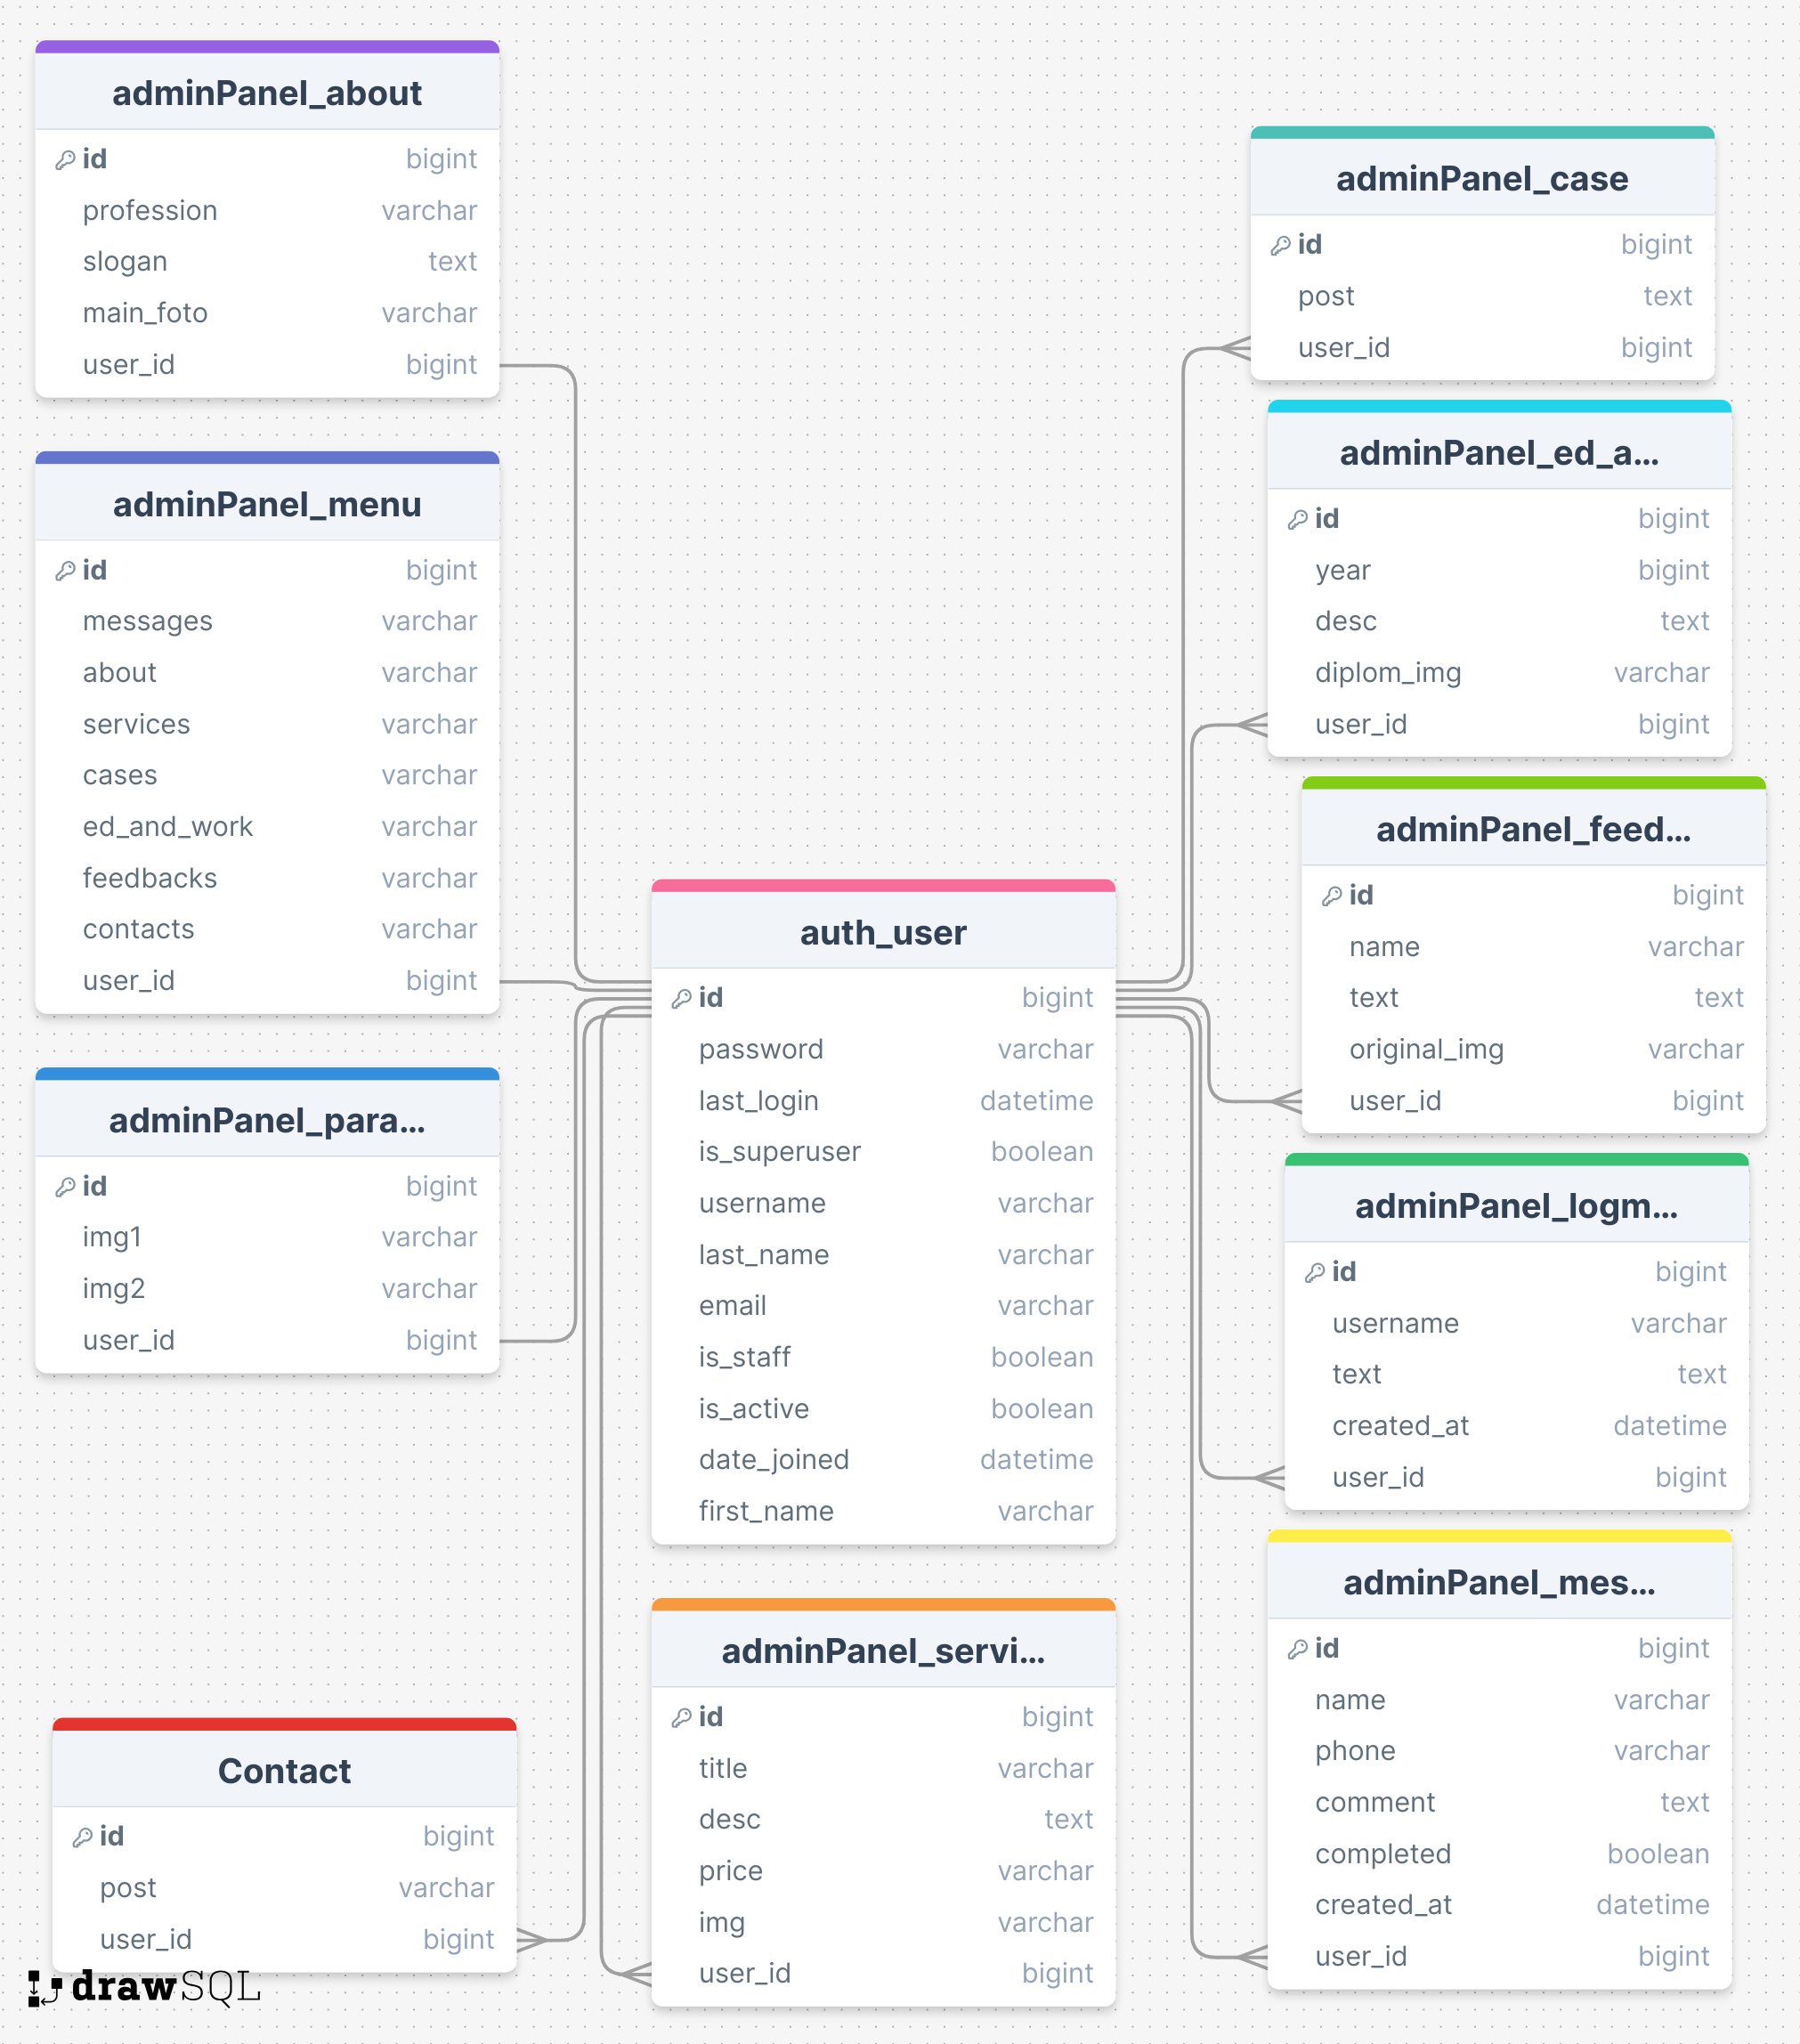 adminPanel_about
id bigint
profession varchar
slogan text
main_foto varchar
user_id bigint
adminPanel_menu
id bigint
messages varchar
about varchar
services varchar
cases varchar
ed_and_work varchar
feedbacks varchar
contacts varchar
user_id bigint
adminPanel_para...
id bigint
img1 varchar
img2 varchar
user_id bigint
Contact
id bigint
post varchar
user_id bigint
drawSQL
auth_user
id bigint
password varchar
last_login datetime
is_superuser boolean
username varchar
last_name varchar
email varchar
is_staff boolean
is_active boolean
date_joined datetime
first_name varchar
adminPanel_servi...
id bigint
title varchar
desc text
price varchar
img varchar
user_id bigint
adminPanel_case
id bigint
post text
user_id bigint
adminPanel_ed_a...
id bigint
year bigint
desc text
diplom_img varchar
user_id bigint
adminPanel_feed...
id bigint
name varchar
text text
original_img varchar
user_id bigint
adminPanel_logm...
id bigint
username varchar
text text
created_at datetime
user_id bigint
adminPanel_mes...
id bigint
name varchar
phone varchar
comment text
completed boolean
created_at datetime
user_id bigint